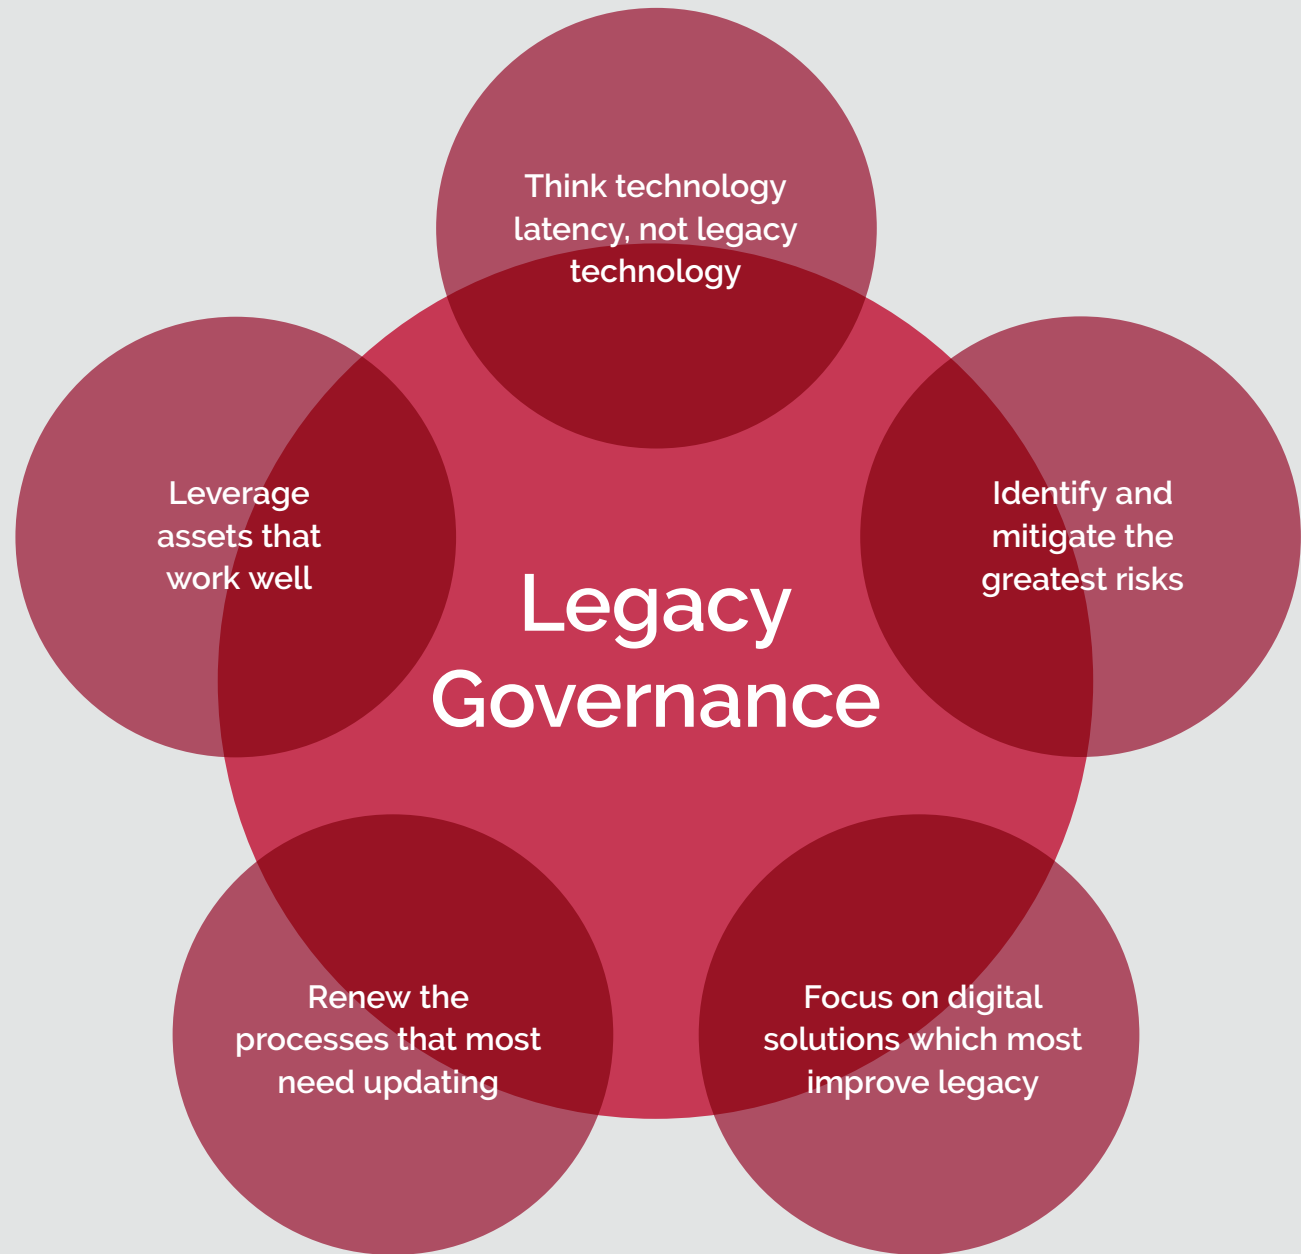 Think technology
latency, not legacy
technology
Leverage
assets that
work well
Identify and
mitigate the
greatest risks
Legacy
Governance
Renew the
processes that most
need updating
Focus on digital
solutions which most
improve legacy